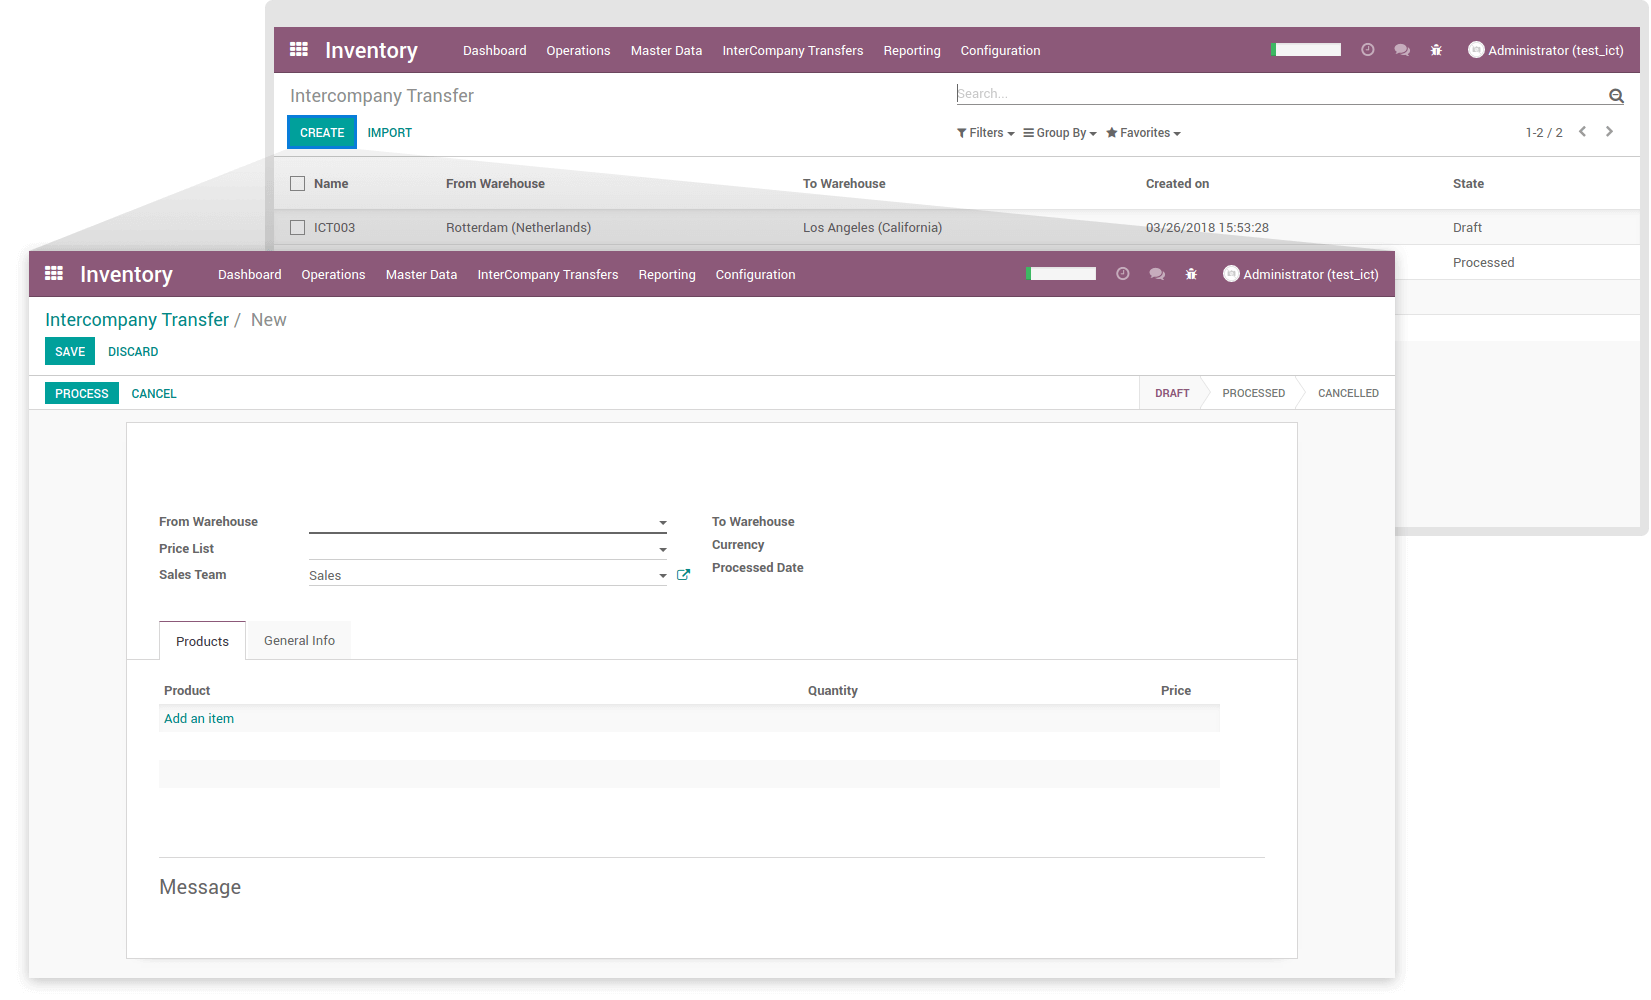 Inventory Dashboard Operations Master Data InterCompany Transfers Reporting Configuration Administrator (test_ict)
Intercompany Transfer Search...
CREATE IMPORT Filters Group By Favorites 1-2 / 2
Name From Warehouse To Warehouse Created on State
ICT003 Rotterdam (Netherlands) Los Angeles (California) 03/26/2018 15:53:28 Draft
Processed
Inventory Dashboard Operations Master Data InterCompany Transfers Reporting Configuration Administrator (test_ict)
Intercompany Transfer / New
SAVE DISCARD
PROCESS CANCEL DRAFT PROCESSED CANCELLED
From Warehouse To Warehouse
Price List Currency
Sales Team Sales Processed Date
Products General Info
Product Quantity Price
Add an item
Message